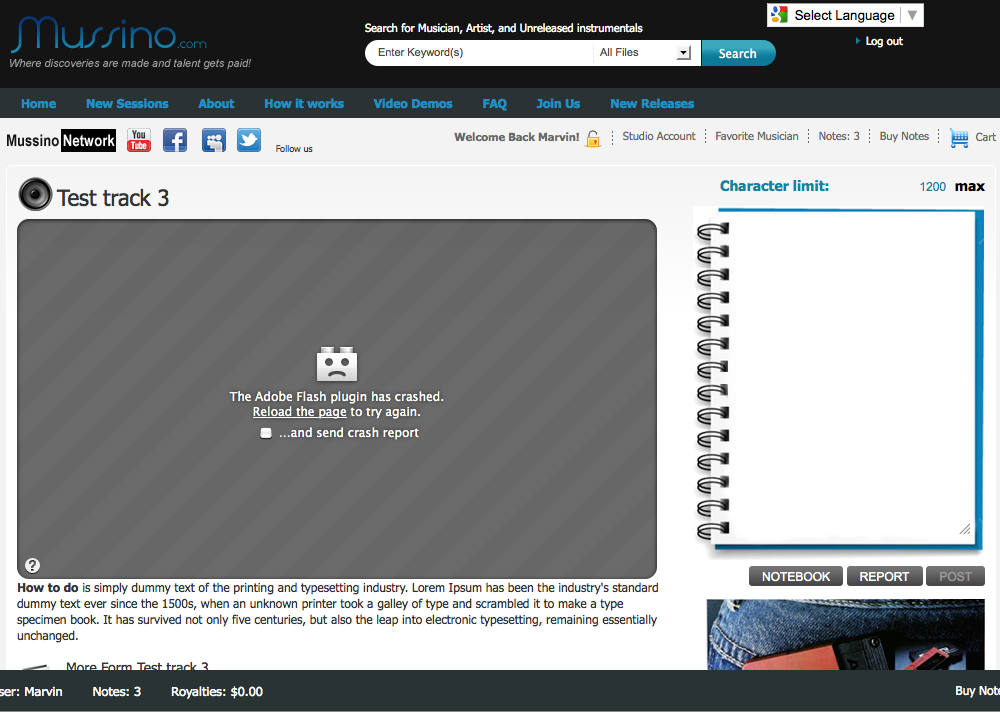 Mussino.com
Where discoveries are made and talent gets paid!
Search for Musician, Artist, and Unreleased instrumentals
Enter Keyword(s) All Files Search
Select Language ▼
Log out
Home New Sessions About How it works Video Demos FAQ Join Us New Releases
Mussino Network You Tube Follow us
Welcome Back Marvin! Studio Account Favorite Musician Notes: 3 Buy Notes Cart
Test track 3
Character limit: 1200 max
The Adobe Flash plugin has crashed.
Reload the page to try again.
...and send crash report
?
NOTEBOOK REPORT POST
How to do is simply dummy text of the printing and typesetting industry. Lorem Ipsum has been the industry's standard
dummy text ever since the 1500s, when an unknown printer took a galley of type and scrambled it to make a type
specimen book. It has survived not only five centuries, but also the leap into electronic typesetting, remaining essentially
unchanged.
More Form Test track 3
ser: Marvin Notes: 3 Royalties: $0.00 Buy Note